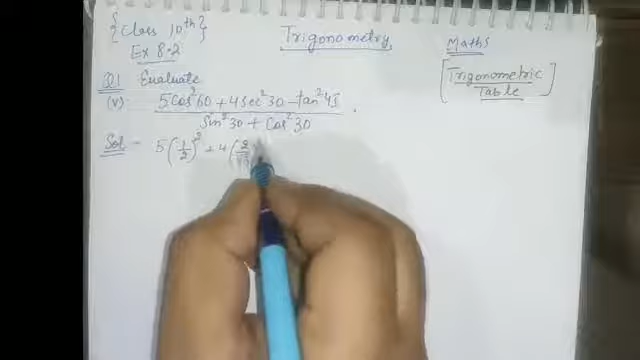 {Class 10th}
Ex 8.2
Trigonometry
Maths
[Trigonometric
Table]
Q1 Evaluate
(v) 5Cos²60 + 4Sec²30 - tan²45
Sin²30 + Cos²30 .
Sol - 5(1/2)² + 4(2/